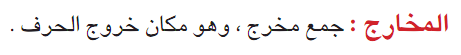 المخارج : جمع مخرج ، وهو مكان خروج الحرف .